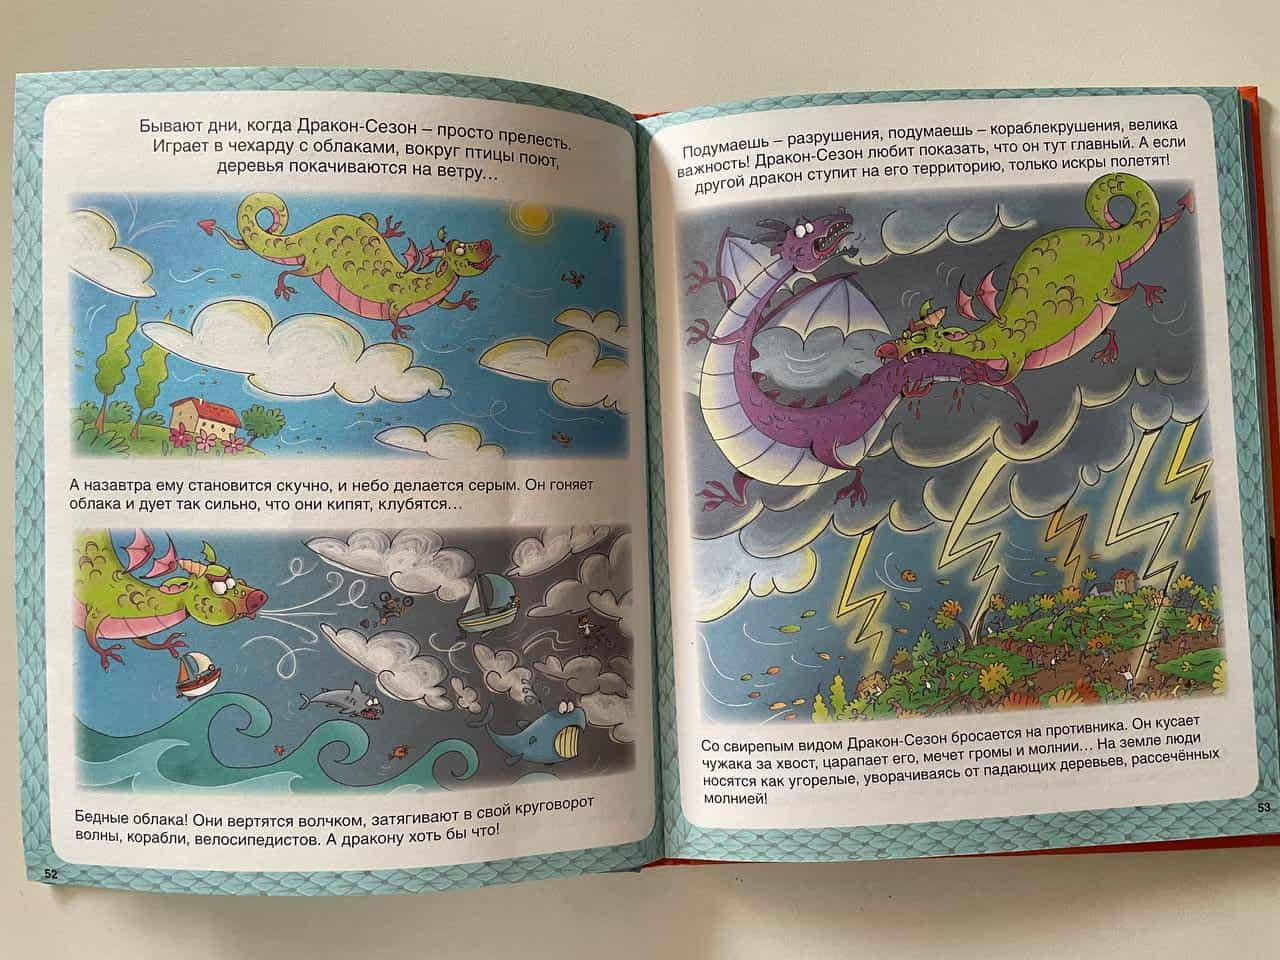 Бывают дни, когда Дракон-Сезон – просто прелесть.
Играет в чехарду с облаками, вокруг птицы поют,
деревья покачиваются на ветру…
А назавтра ему становится скучно, и небо делается серым. Он гоняет
облака и дует так сильно, что они кипят, клубятся…
Бедные облака! Они вертятся волчком, затягивают в свой круговорот
волны, корабли, велосипедистов. А дракону хоть бы что!
52
Подумаешь – разрушения, подумаешь – кораблекрушения, велика
важность! Дракон-Сезон любит показать, что он тут главный. А если
другой дракон ступит на его территорию, только искры полетят!
Со свирепым видом Дракон-Сезон бросается на противника. Он кусает
чужака за хвост, царапает его, мечет громы и молнии… На земле люди
носятся как угорелые, уворачиваясь от падающих деревьев, рассечённых
молнией!
53